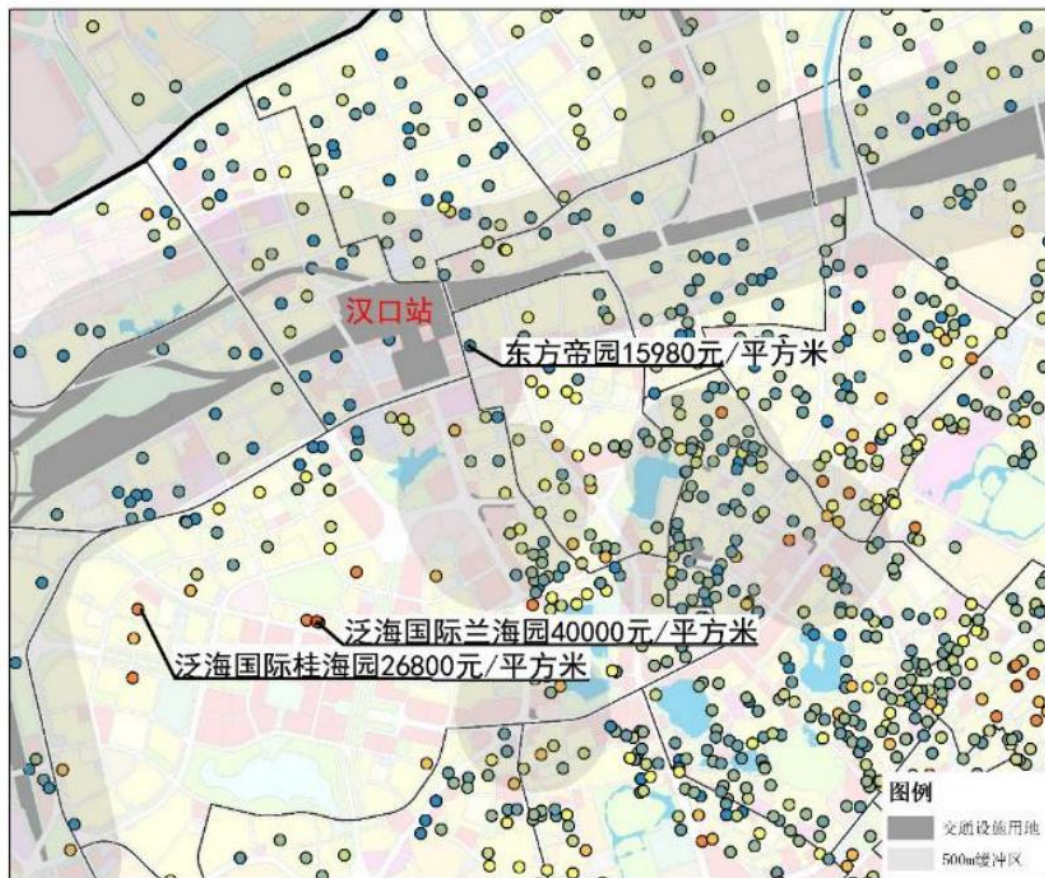 汉口站
东方帝园15980元/平方米
泛海国际兰海园40000元/平方米
泛海国际桂海园26800元/平方米
图例
交通设施用地
500m缓冲区